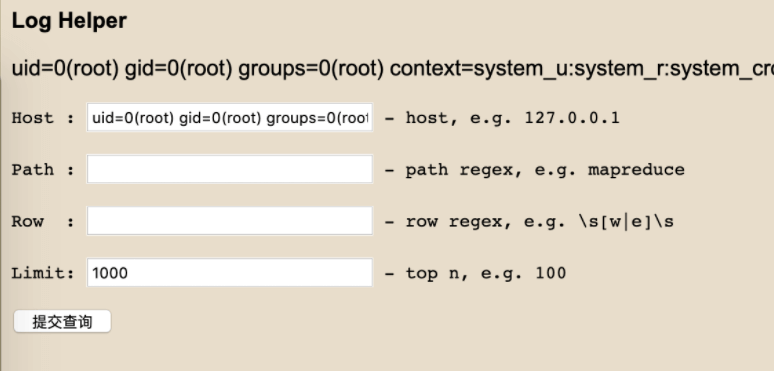 Log Helper
uid=0(root) gid=0(root) groups=0(root) context=system_u:system_r:system_cro
Host : uid=0(root) gid=0(root) groups=0(root - host, e.g. 127.0.0.1
Path : - path regex, e.g. mapreduce
Row : - row regex, e.g. \s[w|e]\s
Limit: 1000 - top n, e.g. 100
提交查询